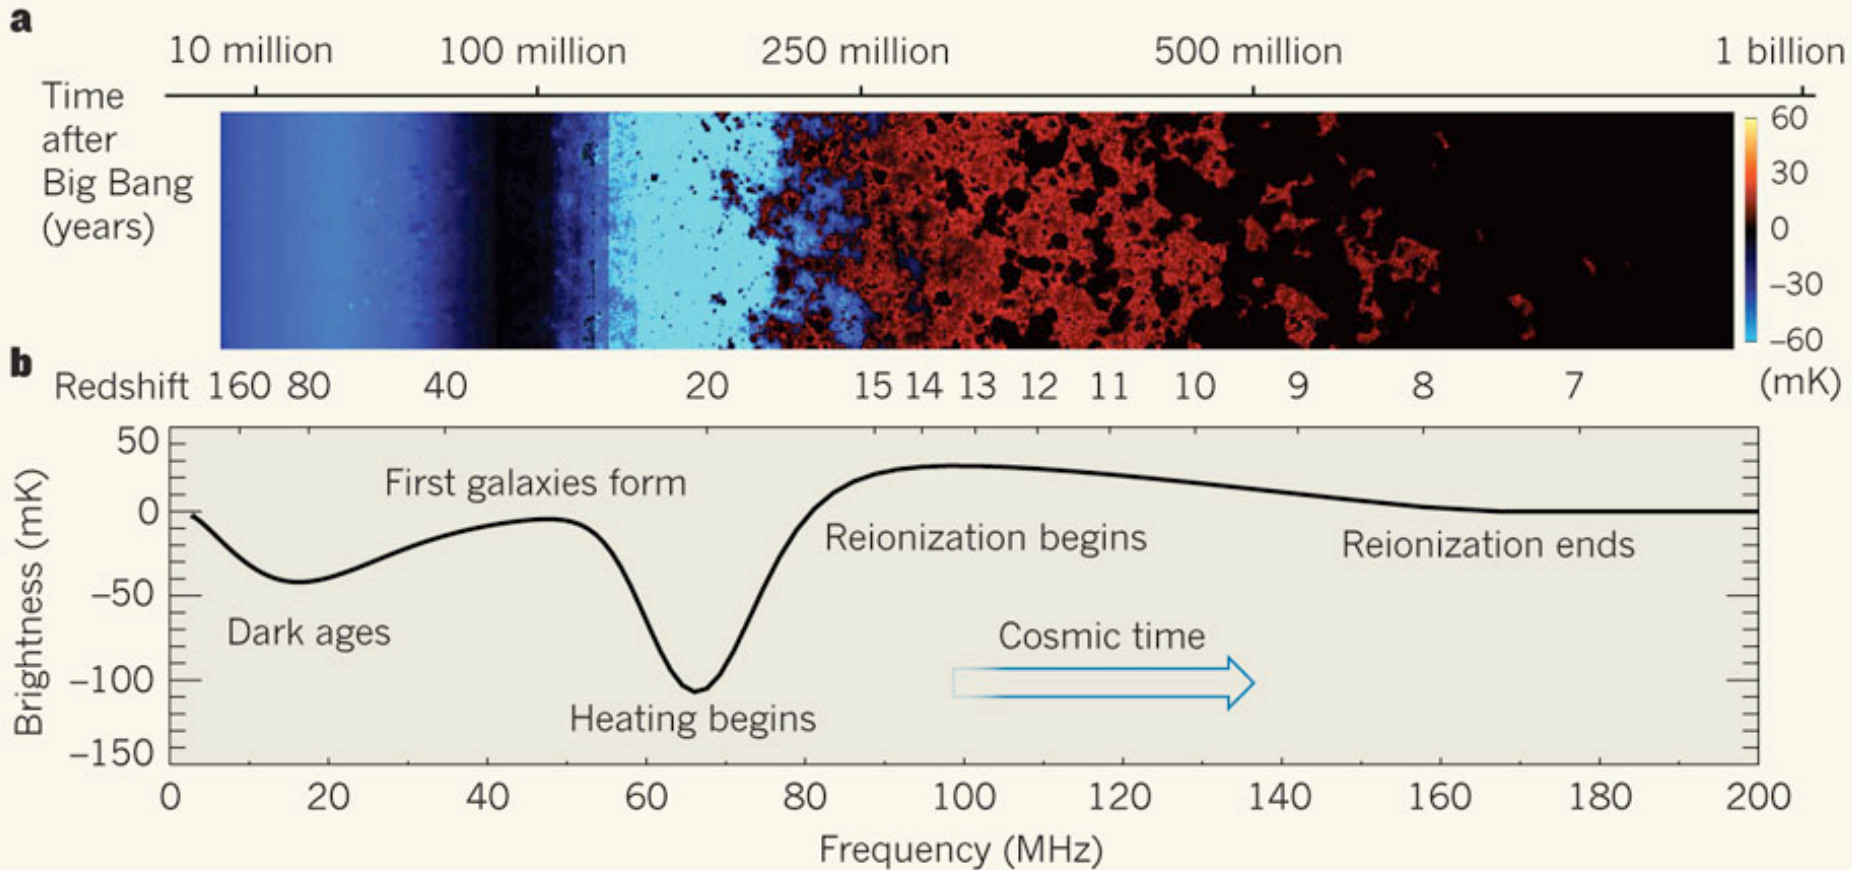 a
10 million 100 million 250 million 500 million 1 billion
Time
after
Big Bang
(years)
60
30
0
–30
–60
(mK)
b
Redshift 160 80 40 20 15 14 13 12 11 10 9 8 7
50
0
–50
–100
–150
Brightness (mK)
First galaxies form
Dark ages
Heating begins
Reionization begins
Reionization ends
Cosmic time
0 20 40 60 80 100 120 140 160 180 200
Frequency (MHz)